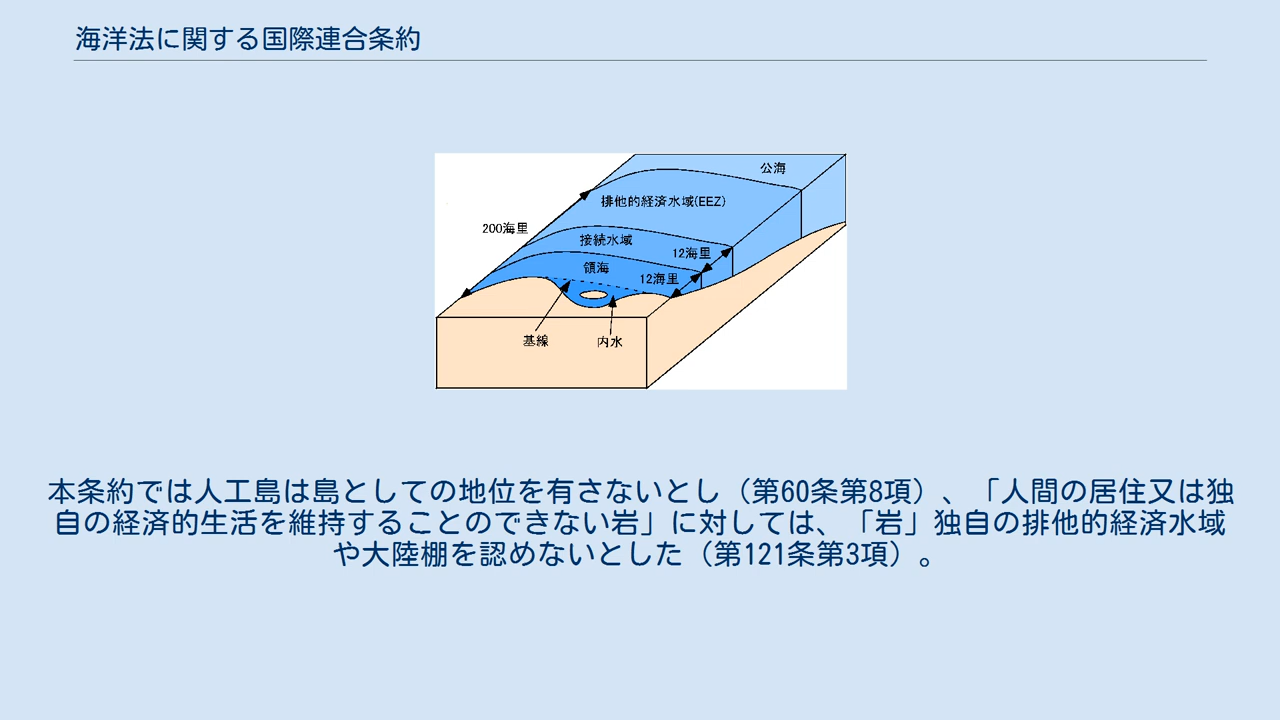 海洋法に関する国際連合条約
公海
排他的経済水域(EEZ)
200海里
接続水域
12海里
領海
12海里
基線
内水
本条約では人工島は島としての地位を有さないとし（第60条第8項）、「人間の居住又は独
自の経済的生活を維持することのできない岩」に対しては、「岩」独自の排他的経済水域
や大陸棚を認めないとした（第121条第3項）。